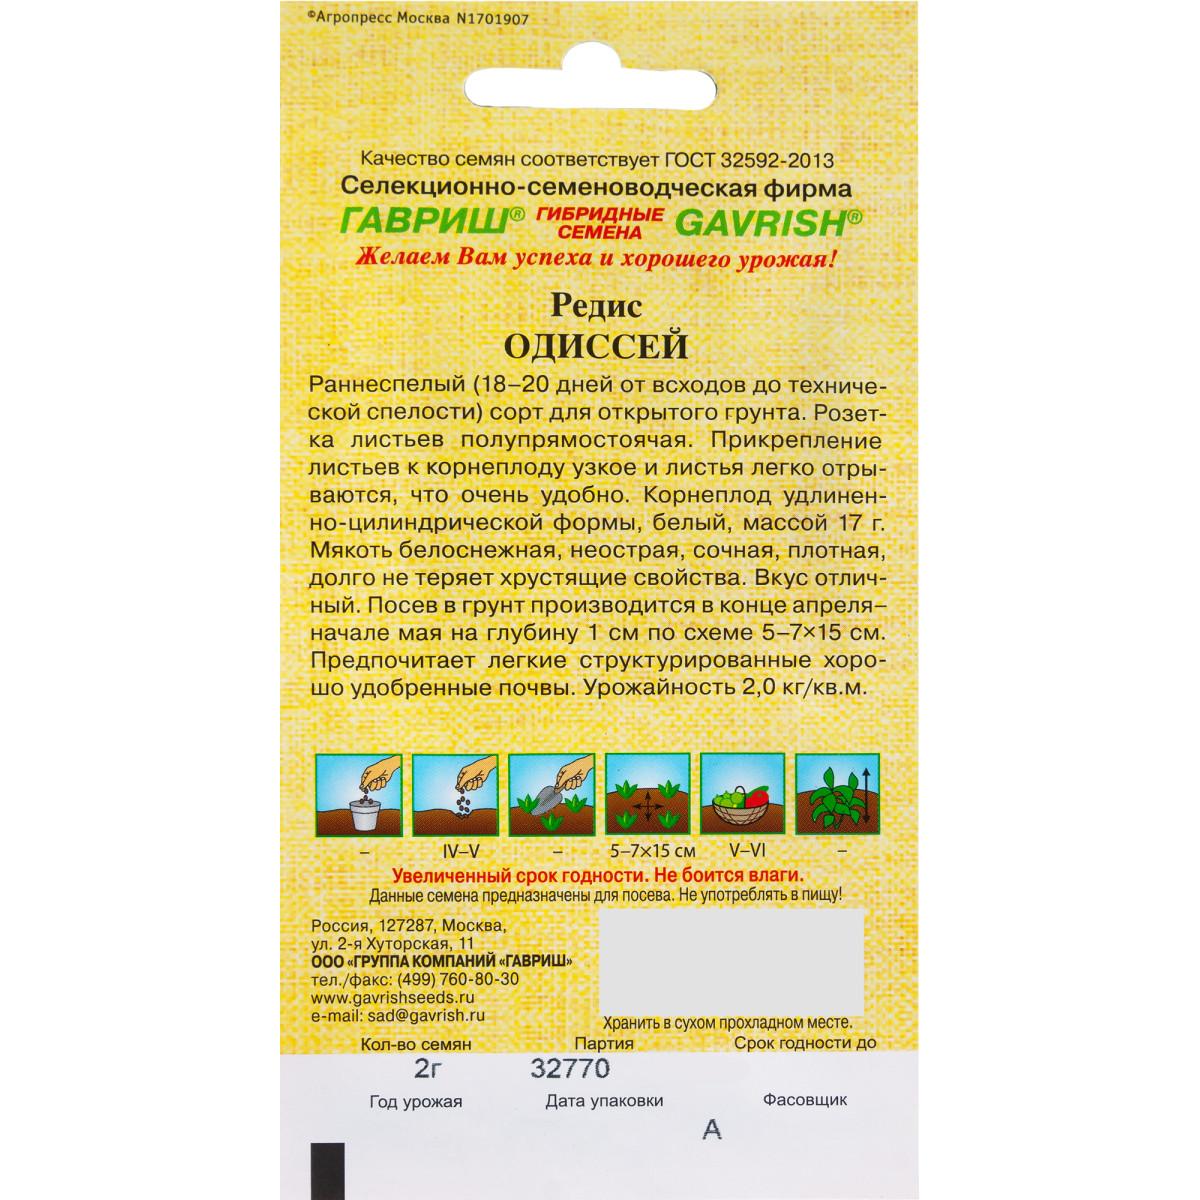 ©Агропресс Москва N1701907
Качество семян соответствует ГОСТ 32592-2013
Селекционно-семеноводческая фирма
ГАВРИШ® ГИБРИДНЫЕ СЕМЕНА GAVRISH®
Желаем Вам успеха и хорошего урожая!
Редис
ОДИССЕЙ
Раннеспелый (18–20 дней от всходов до техниче-
ской спелости) сорт для открытого грунта. Розет-
ка листьев полупрямостоячая. Прикрепление
листьев к корнеплоду узкое и листья легко отры-
ваются, что очень удобно. Корнеплод удлинен-
но-цилиндрической формы, белый, массой 17 г.
Мякоть белоснежная, неострая, сочная, плотная,
долго не теряет хрустящие свойства. Вкус отлич-
ный. Посев в грунт производится в конце апреля–
начале мая на глубину 1 см по схеме 5–7×15 см.
Предпочитает легкие структурированные хоро-
шо удобренные почвы. Урожайность 2,0 кг/кв.м.
– IV–V – 5–7×15 см V–VI –
Увеличенный срок годности. Не боится влаги.
Данные семена предназначены для посева. Не употреблять в пищу!
Россия, 127287, Москва,
ул. 2-я Хуторская, 11
ООО «ГРУППА КОМПАНИЙ «ГАВРИШ»
тел./факс: (499) 760-80-30
www.gavrishseeds.ru
e-mail: sad@gavrish.ru
Хранить в сухом прохладном месте.
Кол-во семян Партия Срок годности до
2г 32770
Год урожая Дата упаковки Фасовщик
А